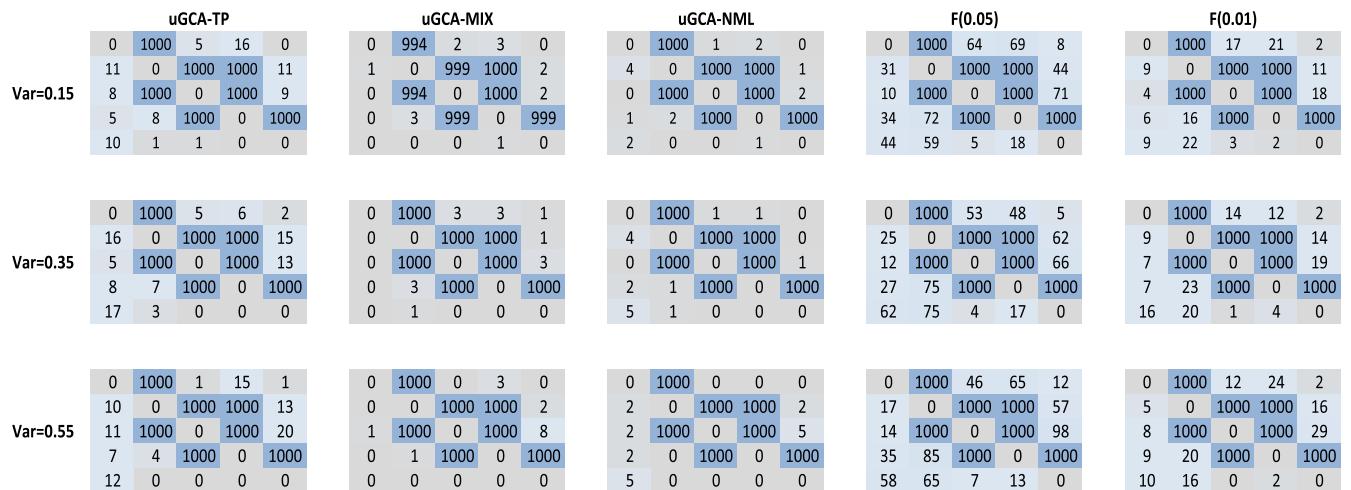 uGCA-TP uGCA-MIX uGCA-NML F(0.05) F(0.01)
0 1000 5 16 0 0 994 2 3 0 0 1000 1 2 0 0 1000 64 69 8 0 1000 17 21 2
11 0 1000 1000 11 1 0 999 1000 2 4 0 1000 1000 1 31 0 1000 1000 44 9 0 1000 1000 11
Var=0.15 8 1000 0 1000 9 0 994 0 1000 2 0 1000 0 1000 2 10 1000 0 1000 71 4 1000 0 1000 18
5 8 1000 0 1000 0 3 999 0 999 1 2 1000 0 1000 34 72 1000 0 1000 6 16 1000 0 1000
10 1 1 0 0 0 0 0 1 0 2 0 0 1 0 44 59 5 18 0 9 22 3 2 0
0 1000 5 6 2 0 1000 3 3 1 0 1000 1 1 0 0 1000 53 48 5 0 1000 14 12 2
16 0 1000 1000 15 0 0 1000 1000 1 4 0 1000 1000 0 25 0 1000 1000 62 9 0 1000 1000 14
Var=0.35 5 1000 0 1000 13 0 1000 0 1000 3 0 1000 0 1000 1 12 1000 0 1000 66 7 1000 0 1000 19
8 7 1000 0 1000 0 3 1000 0 1000 2 1 1000 0 1000 27 75 1000 0 1000 7 23 1000 0 1000
17 3 0 0 0 0 1 0 0 0 5 1 0 0 0 62 75 4 17 0 16 20 1 4 0
0 1000 1 15 1 0 1000 0 3 0 0 1000 0 0 0 0 1000 46 65 12 0 1000 12 24 2
10 0 1000 1000 13 0 0 1000 1000 2 2 0 1000 1000 2 17 0 1000 1000 57 5 0 1000 1000 16
Var=0.55 11 1000 0 1000 20 1 1000 0 1000 8 2 1000 0 1000 5 14 1000 0 1000 98 8 1000 0 1000 29
7 4 1000 0 1000 0 1 1000 0 1000 2 0 1000 0 1000 35 85 1000 0 1000 9 20 1000 0 1000
12 0 0 0 0 0 0 0 0 0 5 0 0 0 0 58 65 7 13 0 10 16 0 2 0